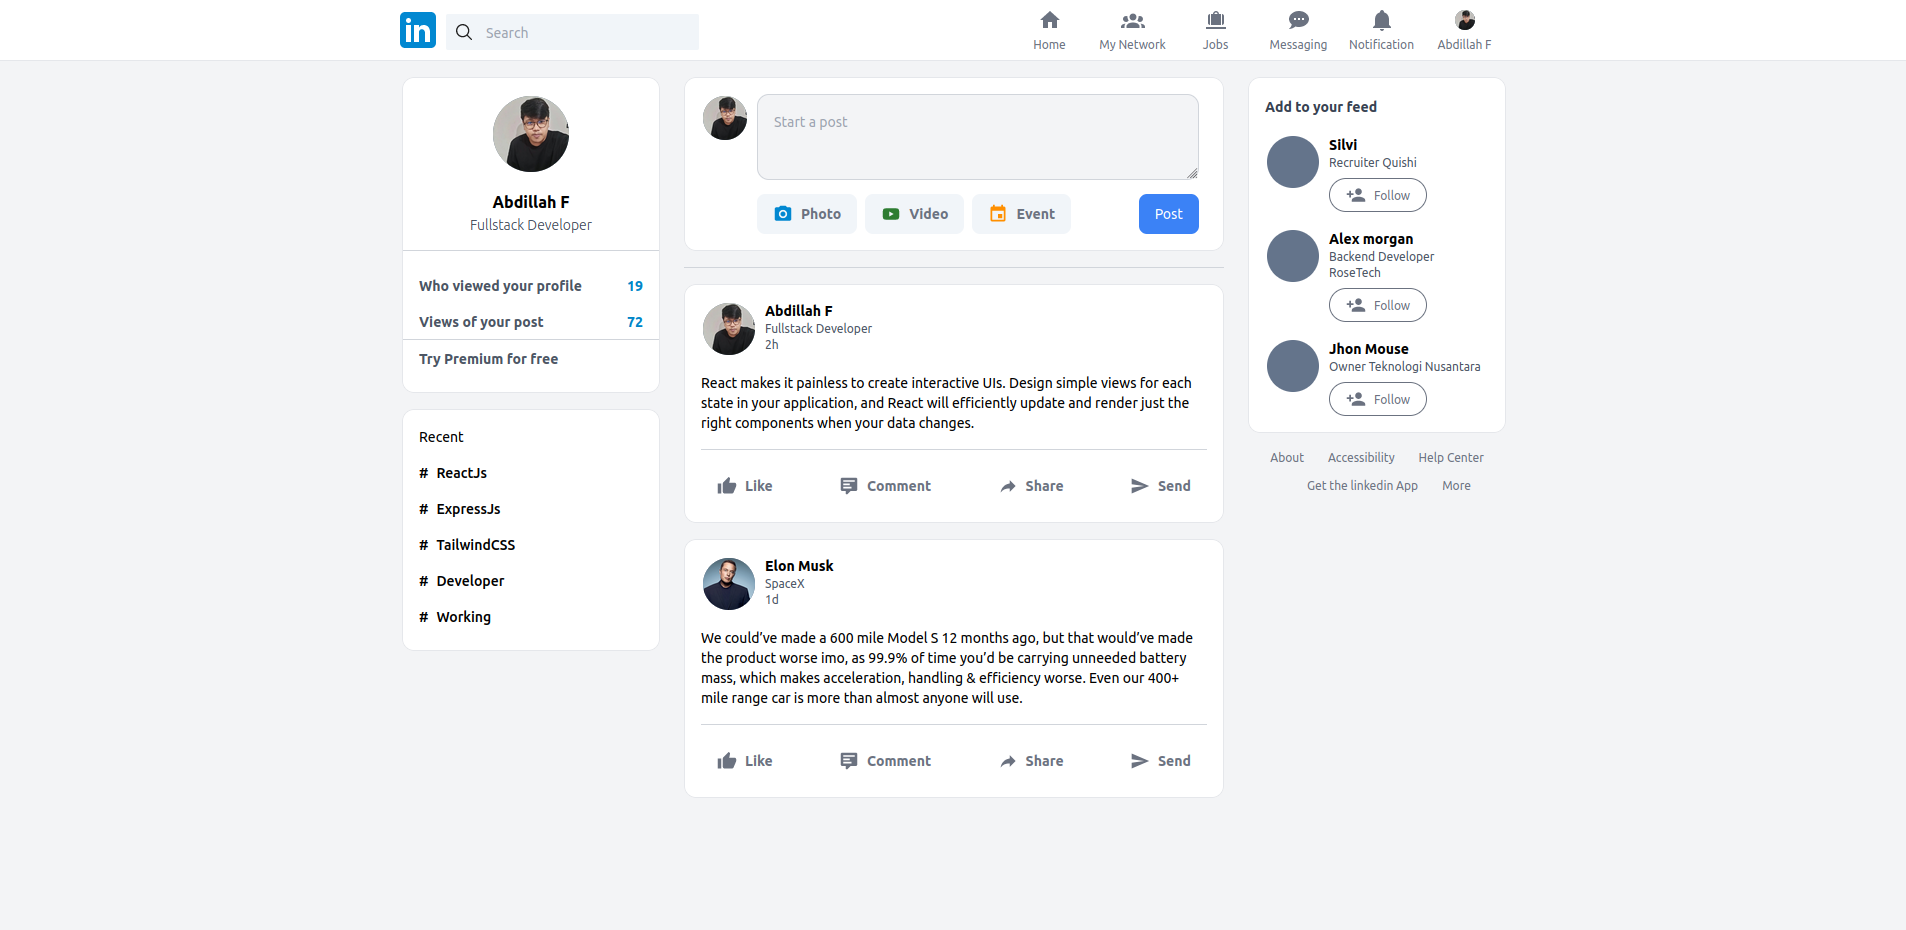 in
Search
Home
My Network
Jobs
Messaging
Notification
Abdillah F
Abdillah F
Fullstack Developer
Who viewed your profile 19
Views of your post 72
Try Premium for free
Recent
# ReactJs
# ExpressJs
# TailwindCSS
# Developer
# Working
Start a post
Photo
Video
Event
Post
Abdillah F
Fullstack Developer
2h
React makes it painless to create interactive UIs. Design simple views for each
state in your application, and React will efficiently update and render just the
right components when your data changes.
Like
Comment
Share
Send
Elon Musk
SpaceX
1d
We could’ve made a 600 mile Model S 12 months ago, but that would’ve made
the product worse imo, as 99.9% of time you’d be carrying unneeded battery
mass, which makes acceleration, handling & efficiency worse. Even our 400+
mile range car is more than almost anyone will use.
Like
Comment
Share
Send
Add to your feed
Silvi
Recruiter Quishi
Follow
Alex morgan
Backend Developer
RoseTech
Follow
Jhon Mouse
Owner Teknologi Nusantara
Follow
About
Accessibility
Help Center
Get the linkedin App
More